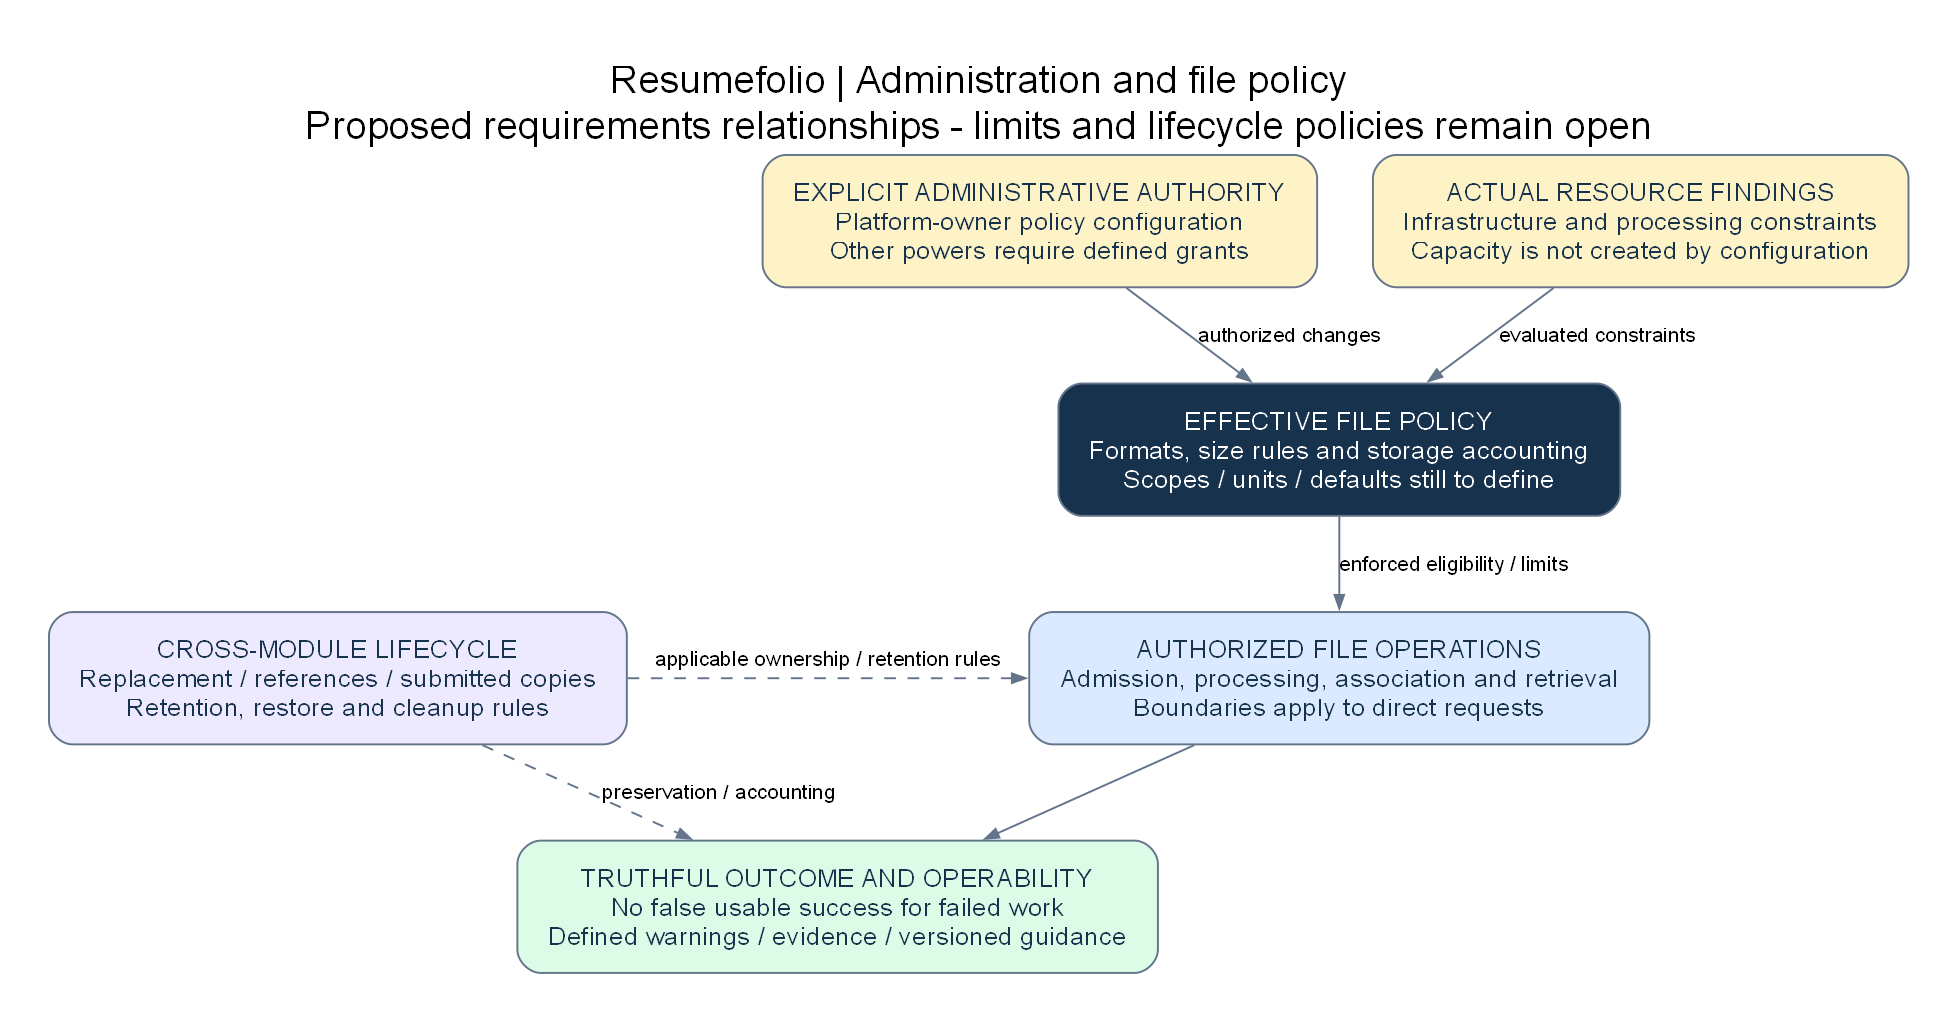 Resumefolio | Administration and file policy
Proposed requirements relationships - limits and lifecycle policies remain open
EXPLICIT ADMINISTRATIVE AUTHORITY
Platform-owner policy configuration
Other powers require defined grants
ACTUAL RESOURCE FINDINGS
Infrastructure and processing constraints
Capacity is not created by configuration
authorized changes
evaluated constraints
EFFECTIVE FILE POLICY
Formats, size rules and storage accounting
Scopes / units / defaults still to define
enforced eligibility / limits
CROSS-MODULE LIFECYCLE
Replacement / references / submitted copies
Retention, restore and cleanup rules
applicable ownership / retention rules
AUTHORIZED FILE OPERATIONS
Admission, processing, association and retrieval
Boundaries apply to direct requests
preservation / accounting
TRUTHFUL OUTCOME AND OPERABILITY
No false usable success for failed work
Defined warnings / evidence / versioned guidance